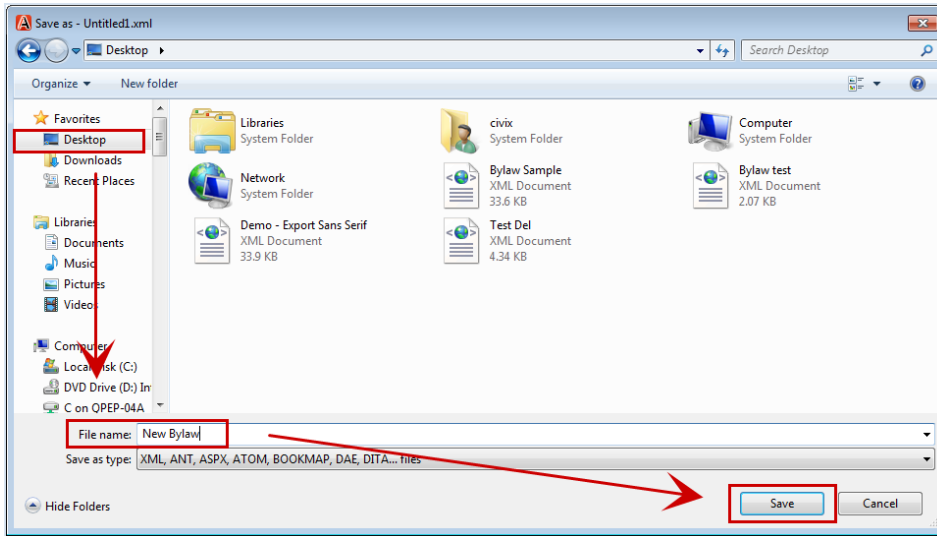 Save as - Untitled1.xml
Desktop
Search Desktop
Organize
New folder
Favorites
Desktop
Downloads
Recent Places
Libraries
Documents
Music
Pictures
Videos
Computer
Local Disk (C:)
DVD Drive (D:) In
C on QPEP-04A
Libraries
System Folder
civix
System Folder
Computer
System Folder
Network
System Folder
Bylaw Sample
XML Document
33.6 KB
Bylaw test
XML Document
2.07 KB
Demo - Export Sans Serif
XML Document
33.9 KB
Test Del
XML Document
4.34 KB
File name: New Bylaw
Save as type: XML, ANT, ASPX, ATOM, BOOKMAP, DAE, DITA... files
Hide Folders
Save
Cancel